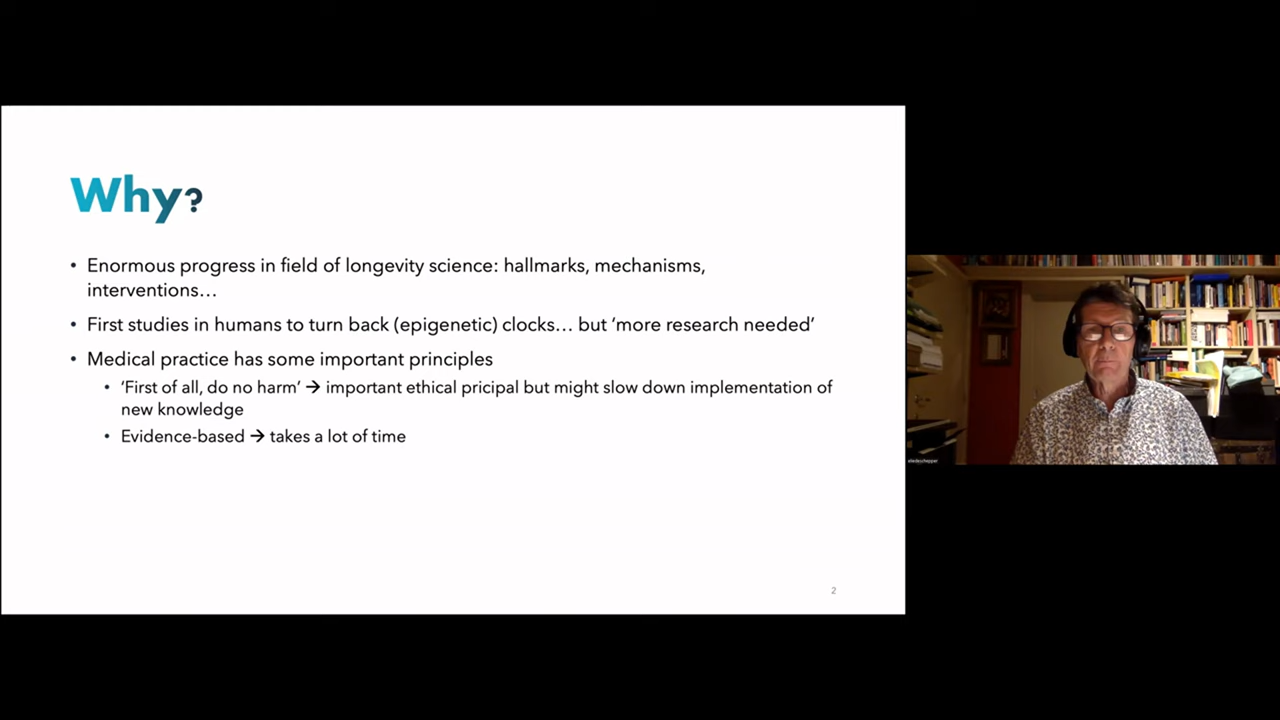 Why?
• Enormous progress in field of longevity science: hallmarks, mechanisms,
interventions…
• First studies in humans to turn back (epigenetic) clocks… but ‘more research needed’
• Medical practice has some important principles
• ‘First of all, do no harm’ → important ethical pricipal but might slow down implementation of
new knowledge
• Evidence-based → takes a lot of time
2